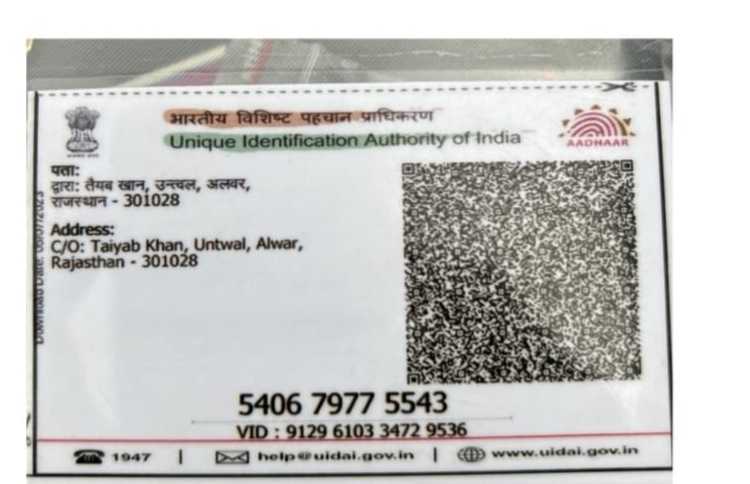 भारतीय विशिष्ट पहचान प्राधिकरण
Unique Identification Authority of India
AADHAAR
पता:
द्वारा: तैयब खान, उन्त्वल, अलवर,
राजस्थान - 301028
Address:
C/O: Taiyab Khan, Untwal, Alwar,
Rajasthan - 301028
Download Date:
5406 7977 5543
VID : 9129 6103 3472 9536
1947 | help@uidai.gov.in | www.uidai.gov.in